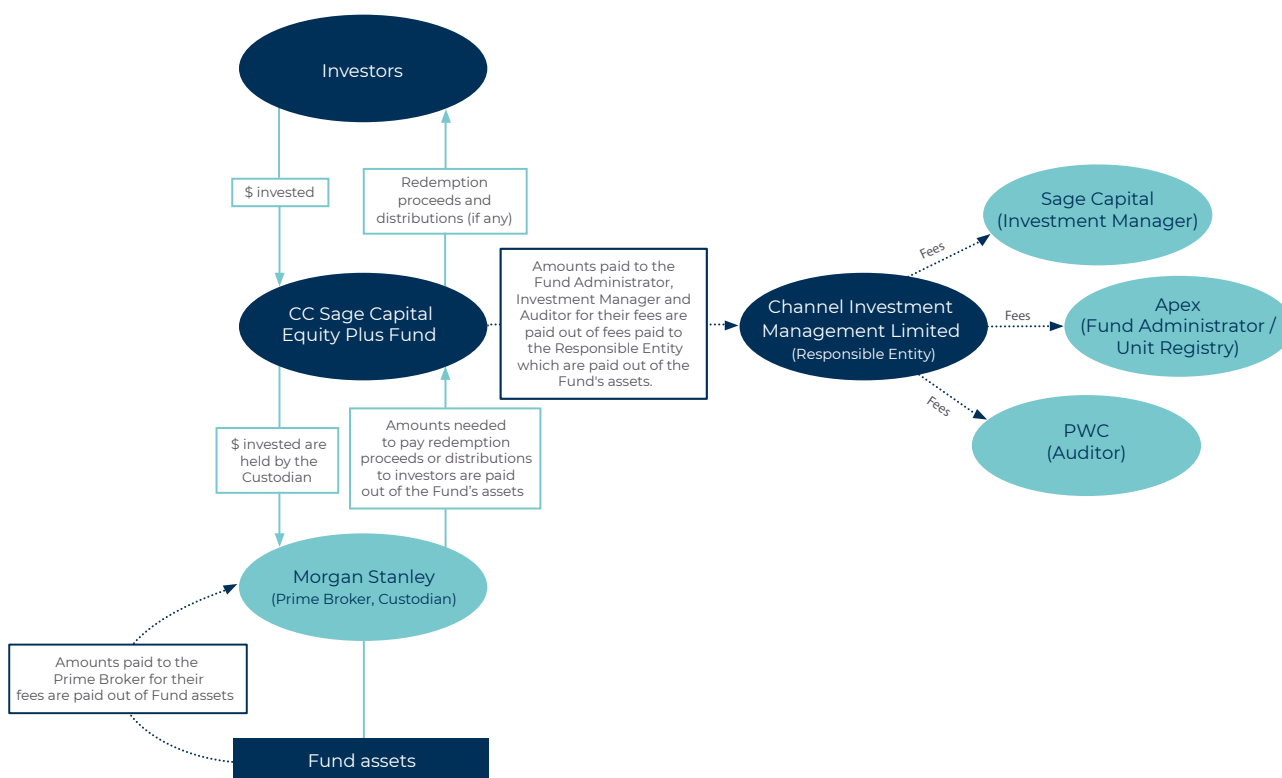 Investors
$ invested
Redemption
proceeds and
distributions (if any)
CC Sage Capital
Equity Plus Fund
Amounts paid to the
Fund Administrator,
Investment Manager and
Auditor for their fees are
paid out of fees paid to
the Responsible Entity
which are paid out of the
Fund's assets.
Channel Investment
Management Limited
(Responsible Entity)
Fees
Sage Capital
(Investment Manager)
Fees
Apex
(Fund Administrator /
Unit Registry)
Fees
PWC
(Auditor)
$ invested are
held by the
Custodian
Amounts needed
to pay redemption
proceeds or distributions
to investors are paid
out of the Fund’s assets
Morgan Stanley
(Prime Broker, Custodian)
Amounts paid to the
Prime Broker for their
fees are paid out of Fund assets
Fund assets